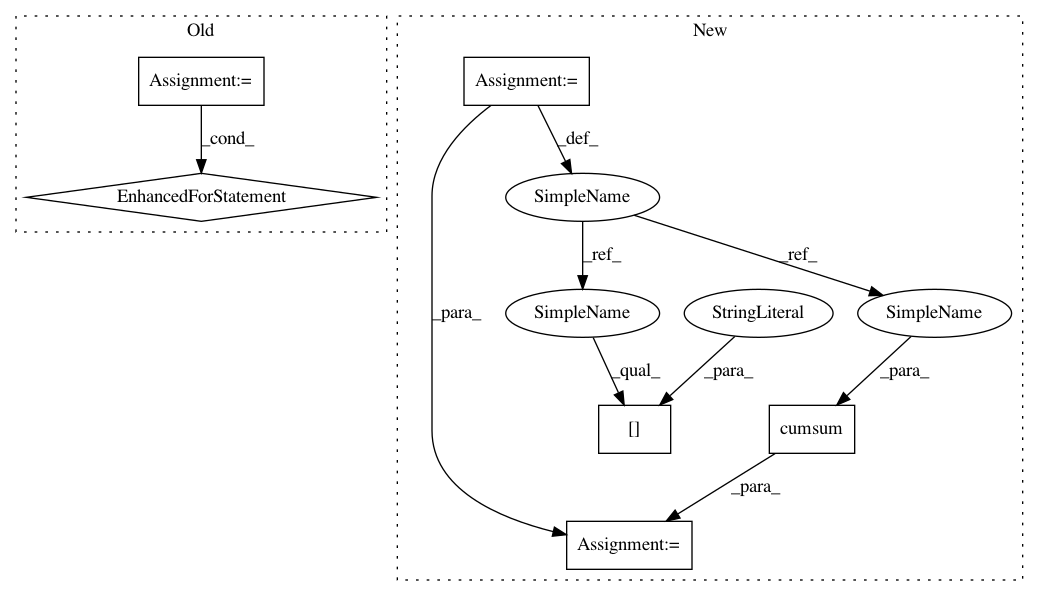 Old
New
Assignment:=
Assignment:=
_cond_
_def_
EnhancedForStatement
SimpleName
_ref_
_ref_
_para_
SimpleName
StringLiteral
SimpleName
_qual_
_para_
_para_
[]
cumsum
_para_
Assignment:=